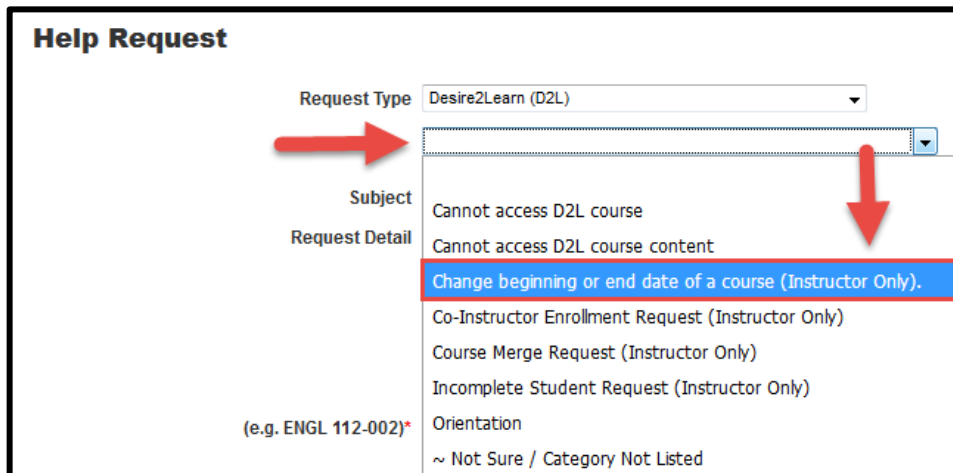 Help Request
Request Type Desire2Learn (D2L)
Subject
Cannot access D2L course
Request Detail
Cannot access D2L course content
Change beginning or end date of a course (Instructor Only).
Co-Instructor Enrollment Request (Instructor Only)
Course Merge Request (Instructor Only)
Incomplete Student Request (Instructor Only)
(e.g. ENGL 112-002)* Orientation
~ Not Sure / Category Not Listed